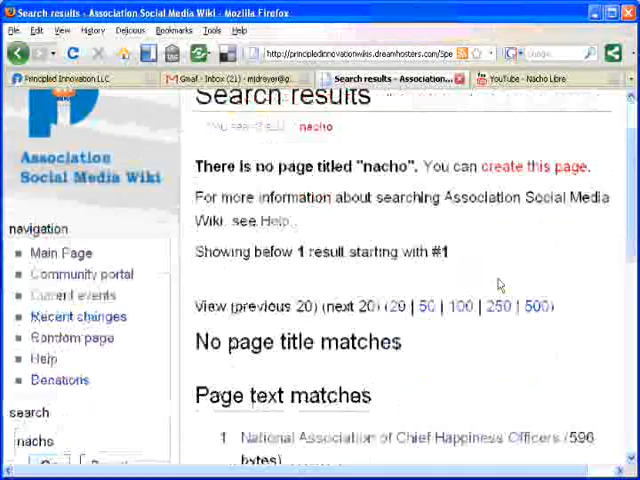 Search results - Association Social Media Wiki - Mozilla Firefox
File Edit View History Delicious Bookmarks Tools Help
http://principledinnovationwikis.dreamhosters.com/Spe
Principled Innovation LLC
Gmail - Inbox (21) - mjdreyer@g...
Search results - Association...
YouTube - Nacho Libre
Search results
nacho
There is no page titled "nacho". You can create this page.
For more information about searching Association Social Media
Wiki, see Help.
Showing below 1 result starting with #1
View (previous 20) (next 20) (20 | 50 | 100 | 250 | 500)
No page title matches
Page text matches
1 National Association of Chief Happiness Officers (596
bytes)
Association
Social Media Wiki
navigation
Main Page
Community portal
Current events
Recent changes
Random page
Help
Donations
search
nachs